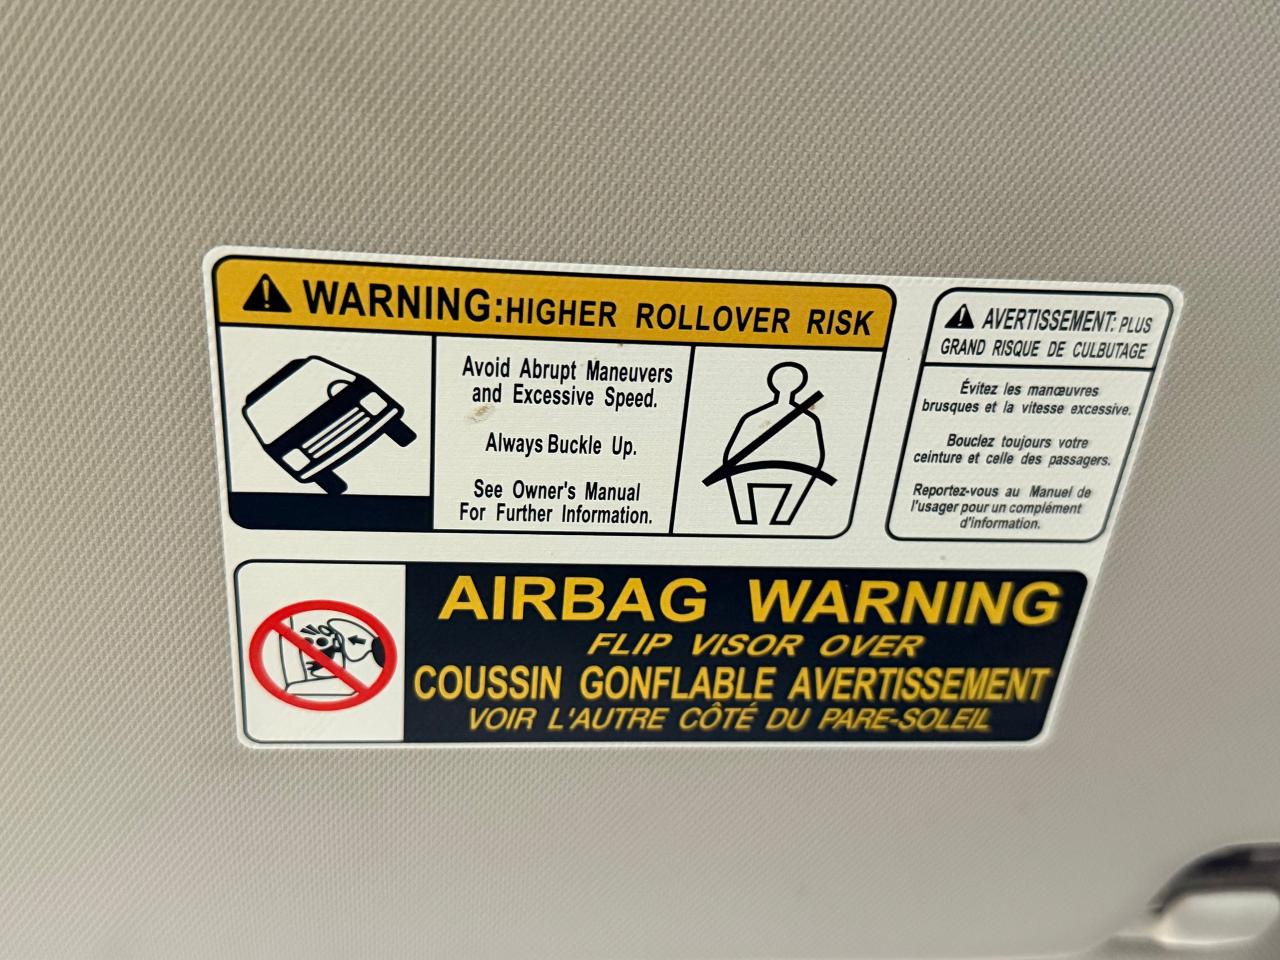 WARNING:HIGHER ROLLOVER RISK
Avoid Abrupt Maneuvers
and Excessive Speed.
Always Buckle Up.
See Owner's Manual
For Further Information.
AVERTISSEMENT: PLUS
GRAND RISQUE DE CULBUTAGE
Évitez les manœuvres
brusques et la vitesse excessive.
Bouclez toujours votre
ceinture et celle des passagers.
Reportez-vous au Manuel de
l'usager pour un complément
d'information.
AIRBAG WARNING
FLIP VISOR OVER
COUSSIN GONFLABLE AVERTISSEMENT
VOIR L'AUTRE CÔTÉ DU PARE-SOLEIL